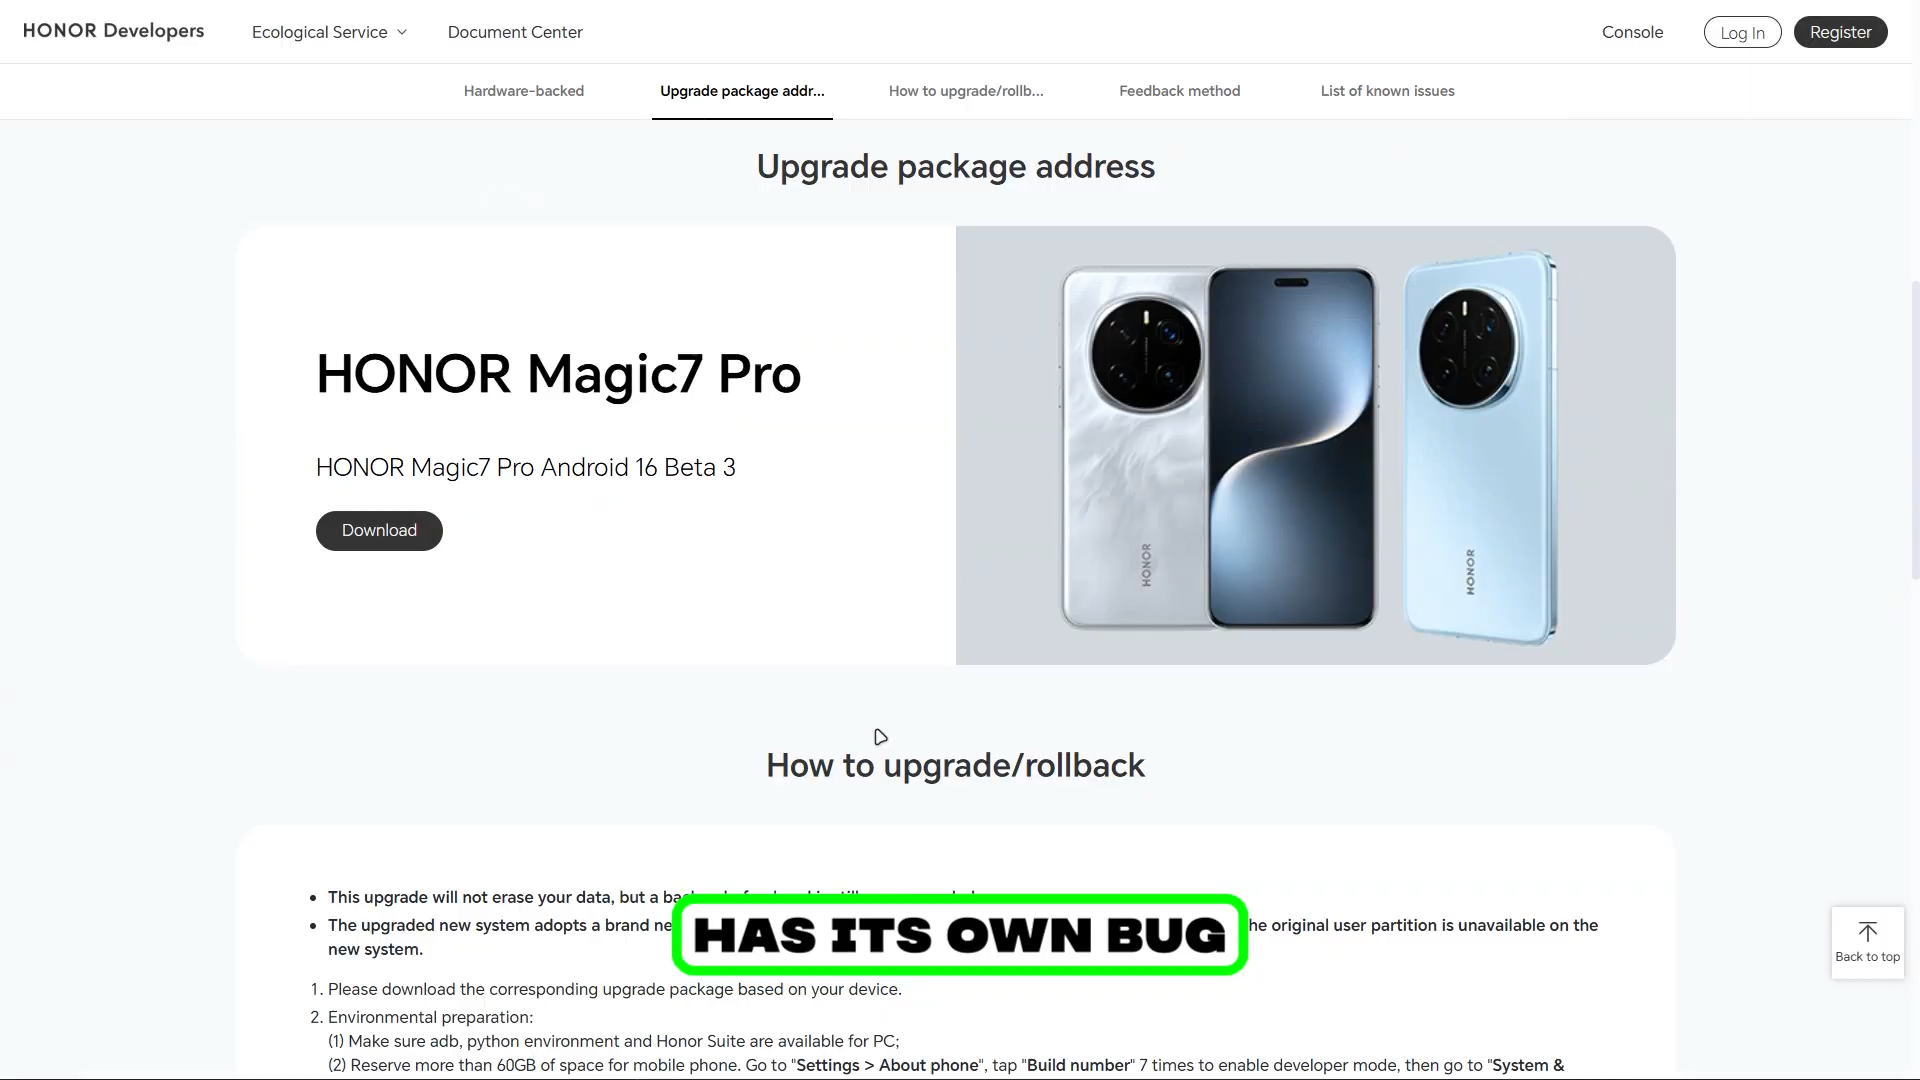 HONOR Developers
Ecological Service
Document Center
Console
Log In
Register
Hardware-backed
Upgrade package addr...
How to upgrade/rollb...
Feedback method
List of known issues
Upgrade package address
HONOR Magic7 Pro
HONOR Magic7 Pro Android 16 Beta 3
Download
HONOR
HONOR
How to upgrade/rollback
This upgrade will not erase your data, but a
The upgraded new system adopts a brand
HAS ITS OWN BUG
he original user partition is unavailable on the
new system.
Back to top
1. Please download the corresponding upgrade package based on your device.
2. Environmental preparation:
(1) Make sure adb, python environment and Honor Suite are available for PC;
(2) Reserve more than 60GB of space for mobile phone. Go to "Settings > About phone", tap "Build number" 7 times to enable developer mode, then go to "System &